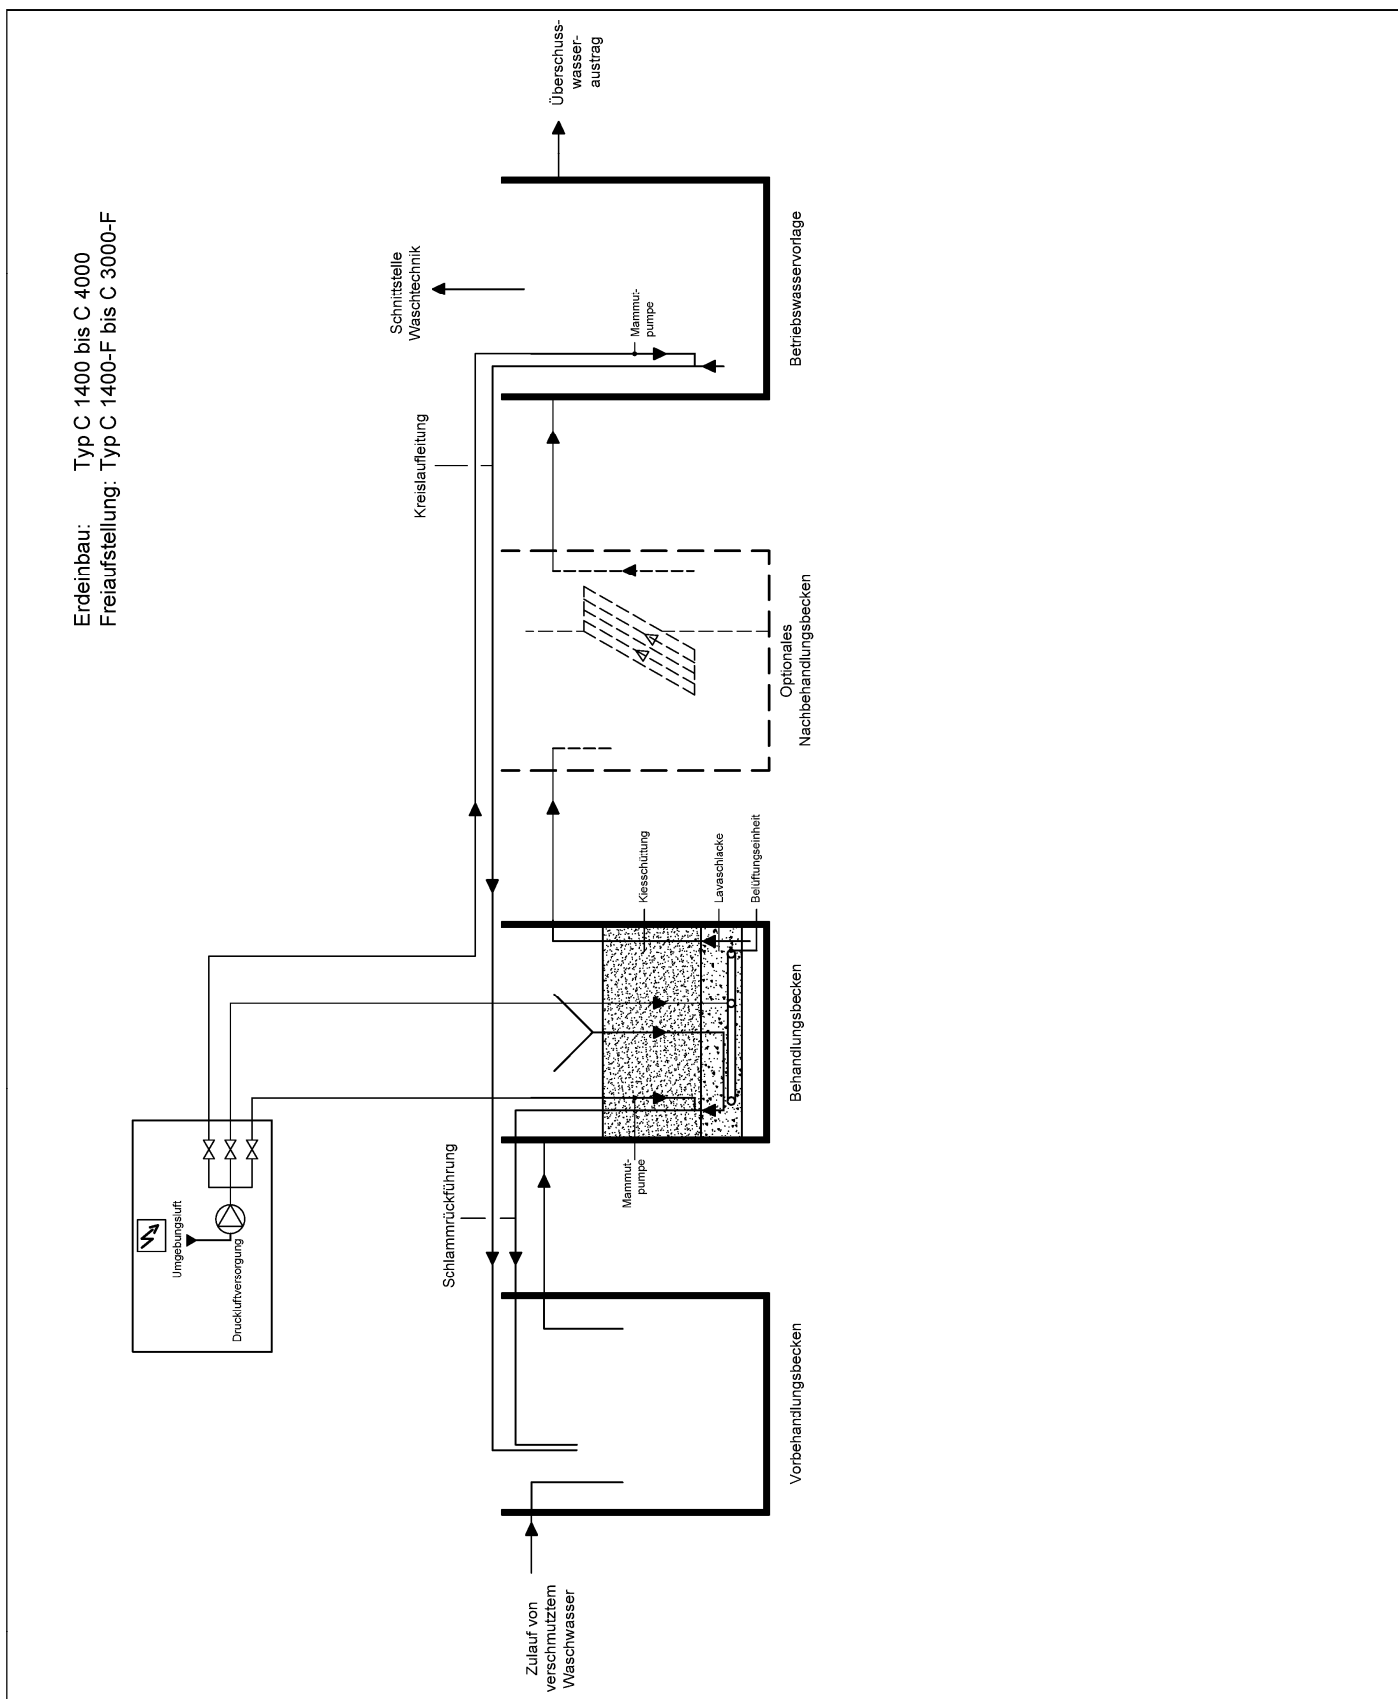 Erdeinbau: Typ C 1400 bis C 4000
Freiaufstellung: Typ C 1400-F bis C 3000-F
Umgebungsluft
Druckluftversorgung
Schnittstelle
Waschtechnik
Überschuss-
wasser-
austrag
Kreislaufleitung
Schlammrückführung
Zulauf von
verschmutztem
Waschwasser
Mammut-
pumpe
Kiesschüttung
Lavaschlacke
Belüftungseinheit
Mammut-
pumpe
Vorbehandlungsbecken
Behandlungsbecken
Optionales
Nachbehandlungsbecken
Betriebswasservorlage